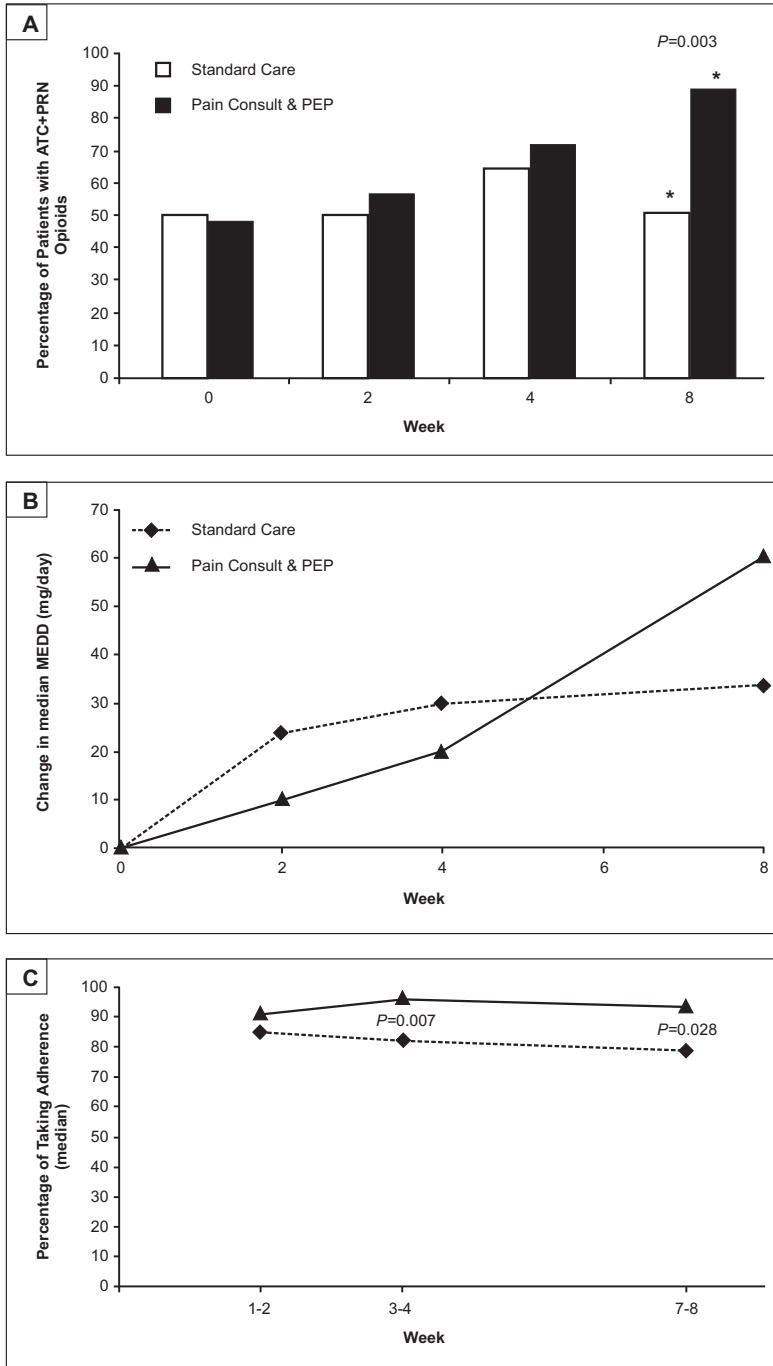 A
P=0.003
100
90
80
70
60
50
40
30
20
10
0
Percentage of Patients with ATC+PRN
Opioids
Standard Care
Pain Consult & PEP
*
*
0
2
4
8
Week
B
70
60
50
40
30
20
10
0
Change in median MEDD (mg/day)
Standard Care
Pain Consult & PEP
0
2
4
6
8
Week
C
100
90
80
70
60
50
40
30
20
10
0
Percentage of Taking Adherence
(median)
P=0.007
P=0.028
1-2
3-4
7-8
Week